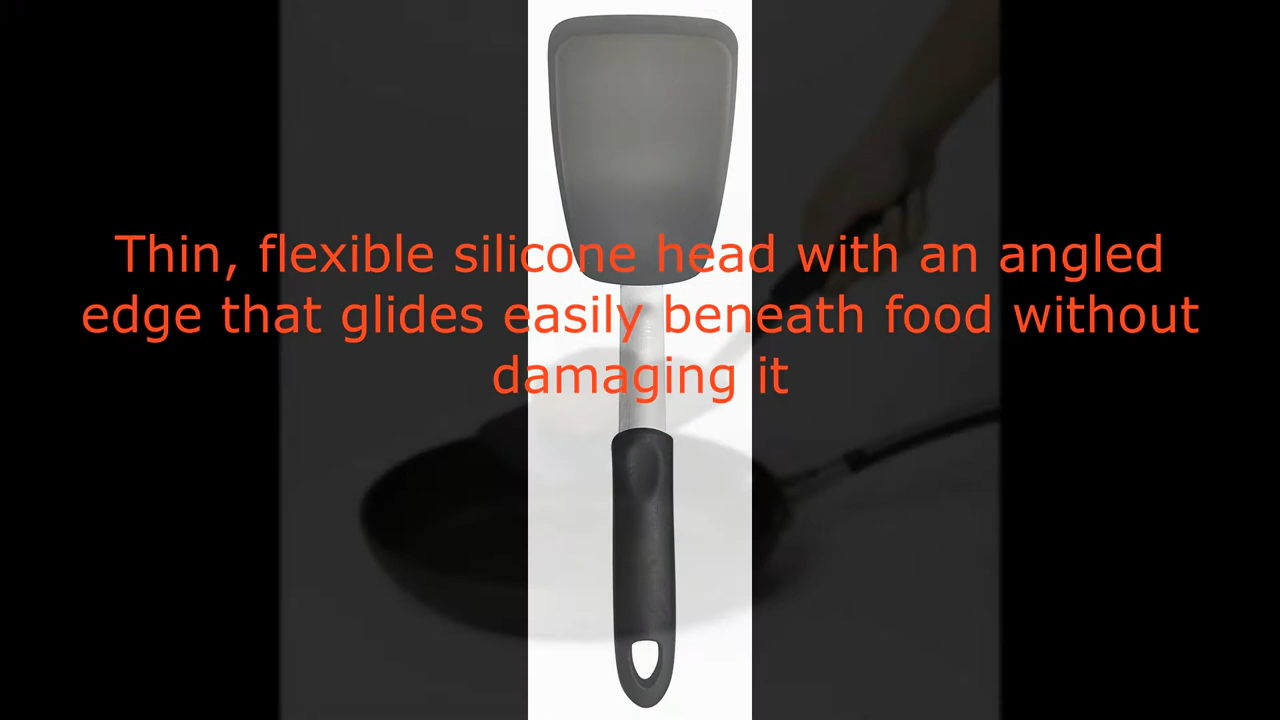 Thin, flexible silicone head with an angled
edge that glides easily beneath food without
damaging it